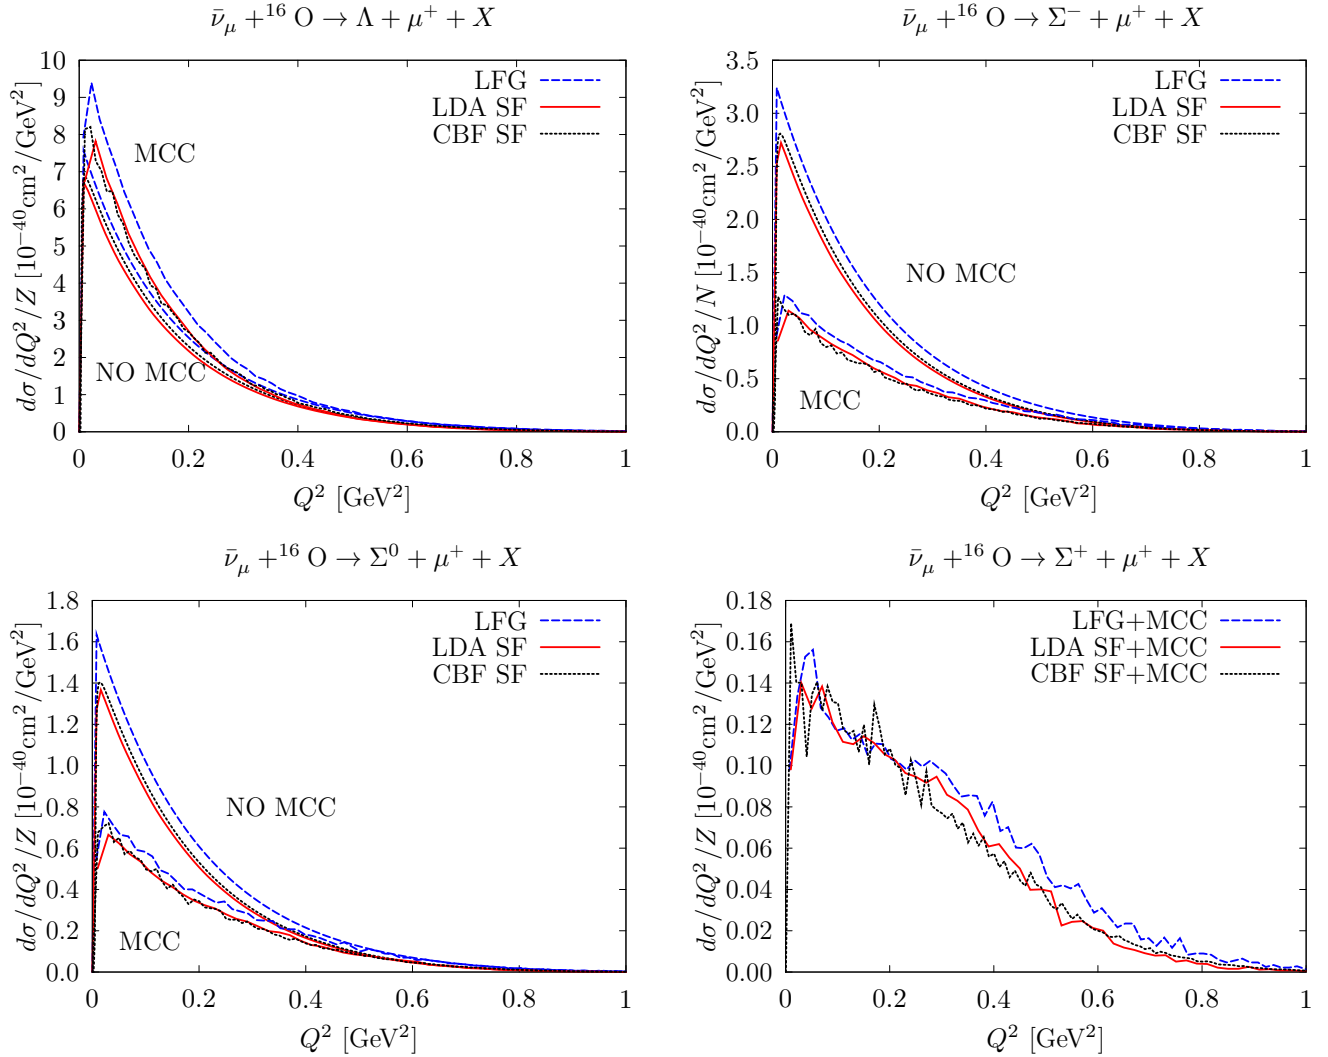 ν̄_μ +¹⁶ O → Λ + μ⁺ + X
10
9
8
7
6
5
4
3
2
1
0
dσ/dQ²/Z [10⁻⁴⁰cm²/GeV²]
LFG
LDA SF
CBF SF
MCC
NO MCC
0
0.2
0.4
0.6
0.8
1
Q² [GeV²]
ν̄_μ +¹⁶ O → Σ⁻ + μ⁺ + X
3.5
3.0
2.5
2.0
1.5
1.0
0.5
0.0
dσ/dQ²/N [10⁻⁴⁰cm²/GeV²]
LFG
LDA SF
CBF SF
NO MCC
MCC
0
0.2
0.4
0.6
0.8
1
Q² [GeV²]
ν̄_μ +¹⁶ O → Σ⁰ + μ⁺ + X
1.8
1.6
1.4
1.2
1.0
0.8
0.6
0.4
0.2
0.0
dσ/dQ²/Z [10⁻⁴⁰cm²/GeV²]
LFG
LDA SF
CBF SF
NO MCC
MCC
0
0.2
0.4
0.6
0.8
1
Q² [GeV²]
ν̄_μ +¹⁶ O → Σ⁺ + μ⁺ + X
0.18
0.16
0.14
0.12
0.10
0.08
0.06
0.04
0.02
0.00
dσ/dQ²/Z [10⁻⁴⁰cm²/GeV²]
LFG+MCC
LDA SF+MCC
CBF SF+MCC
0
0.2
0.4
0.6
0.8
1
Q² [GeV²]